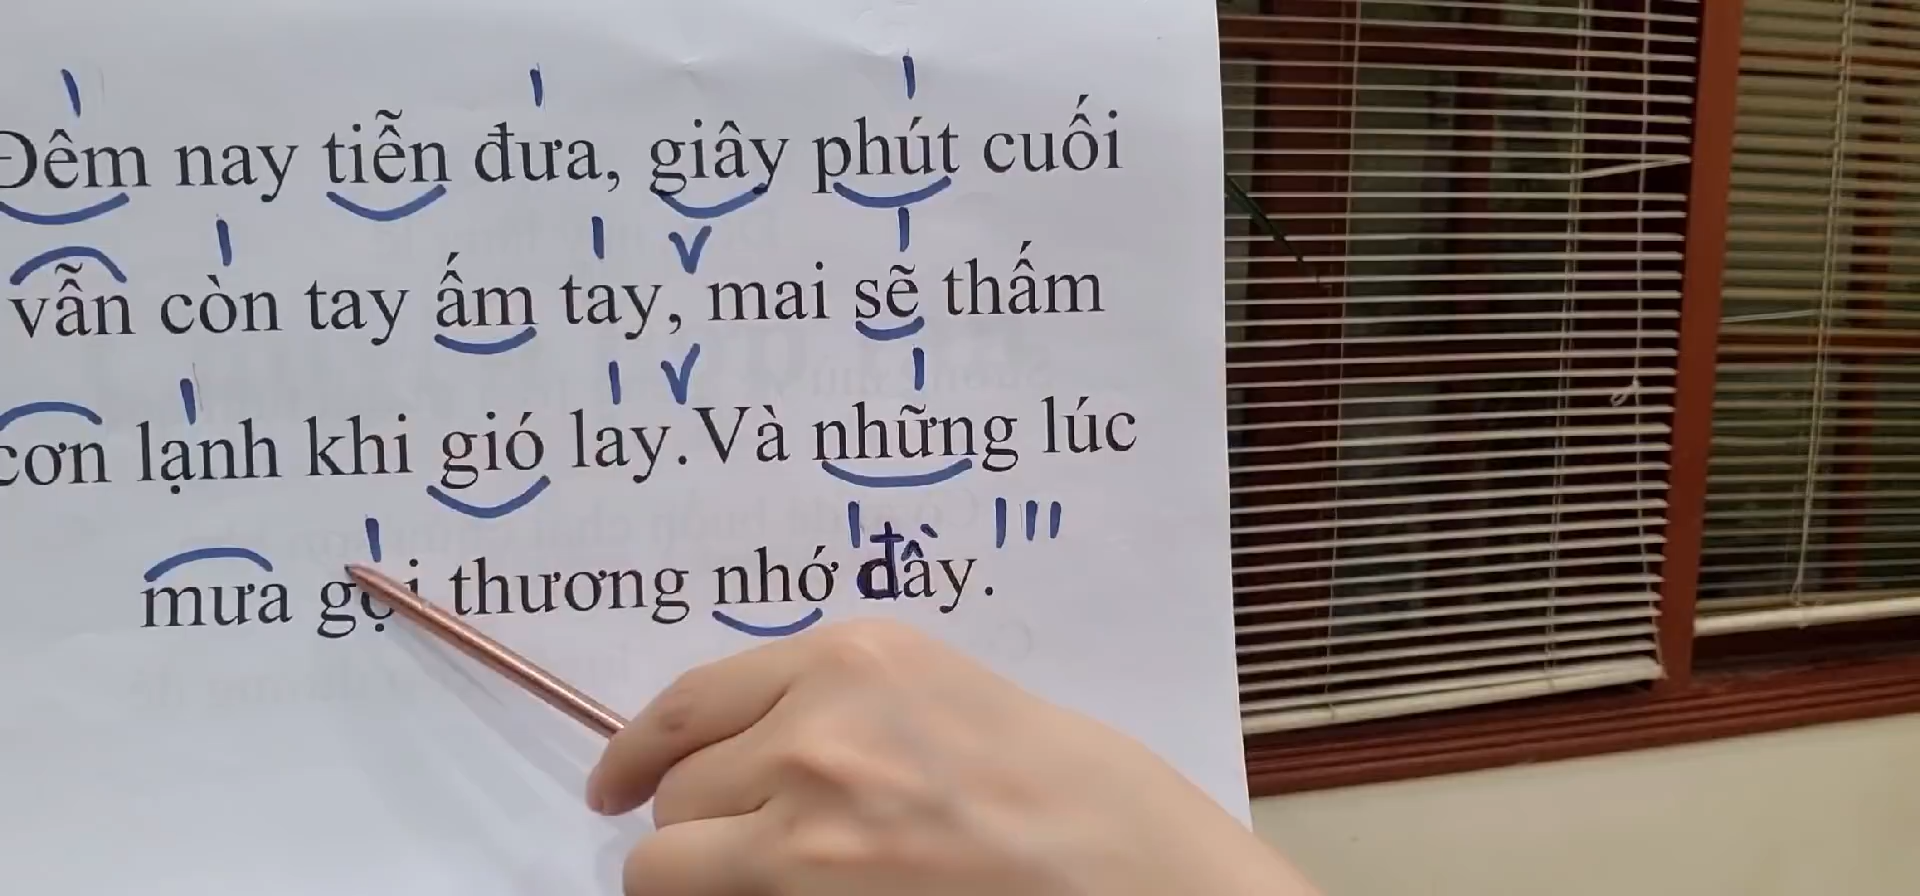 Đêm nay tiễn đưa, giây phút cuối
vẫn còn tay ấm tay, mai sẽ thấm
cơn lạnh khi gió lay. Và những lúc
mưa gọi thương nhớ đầy.